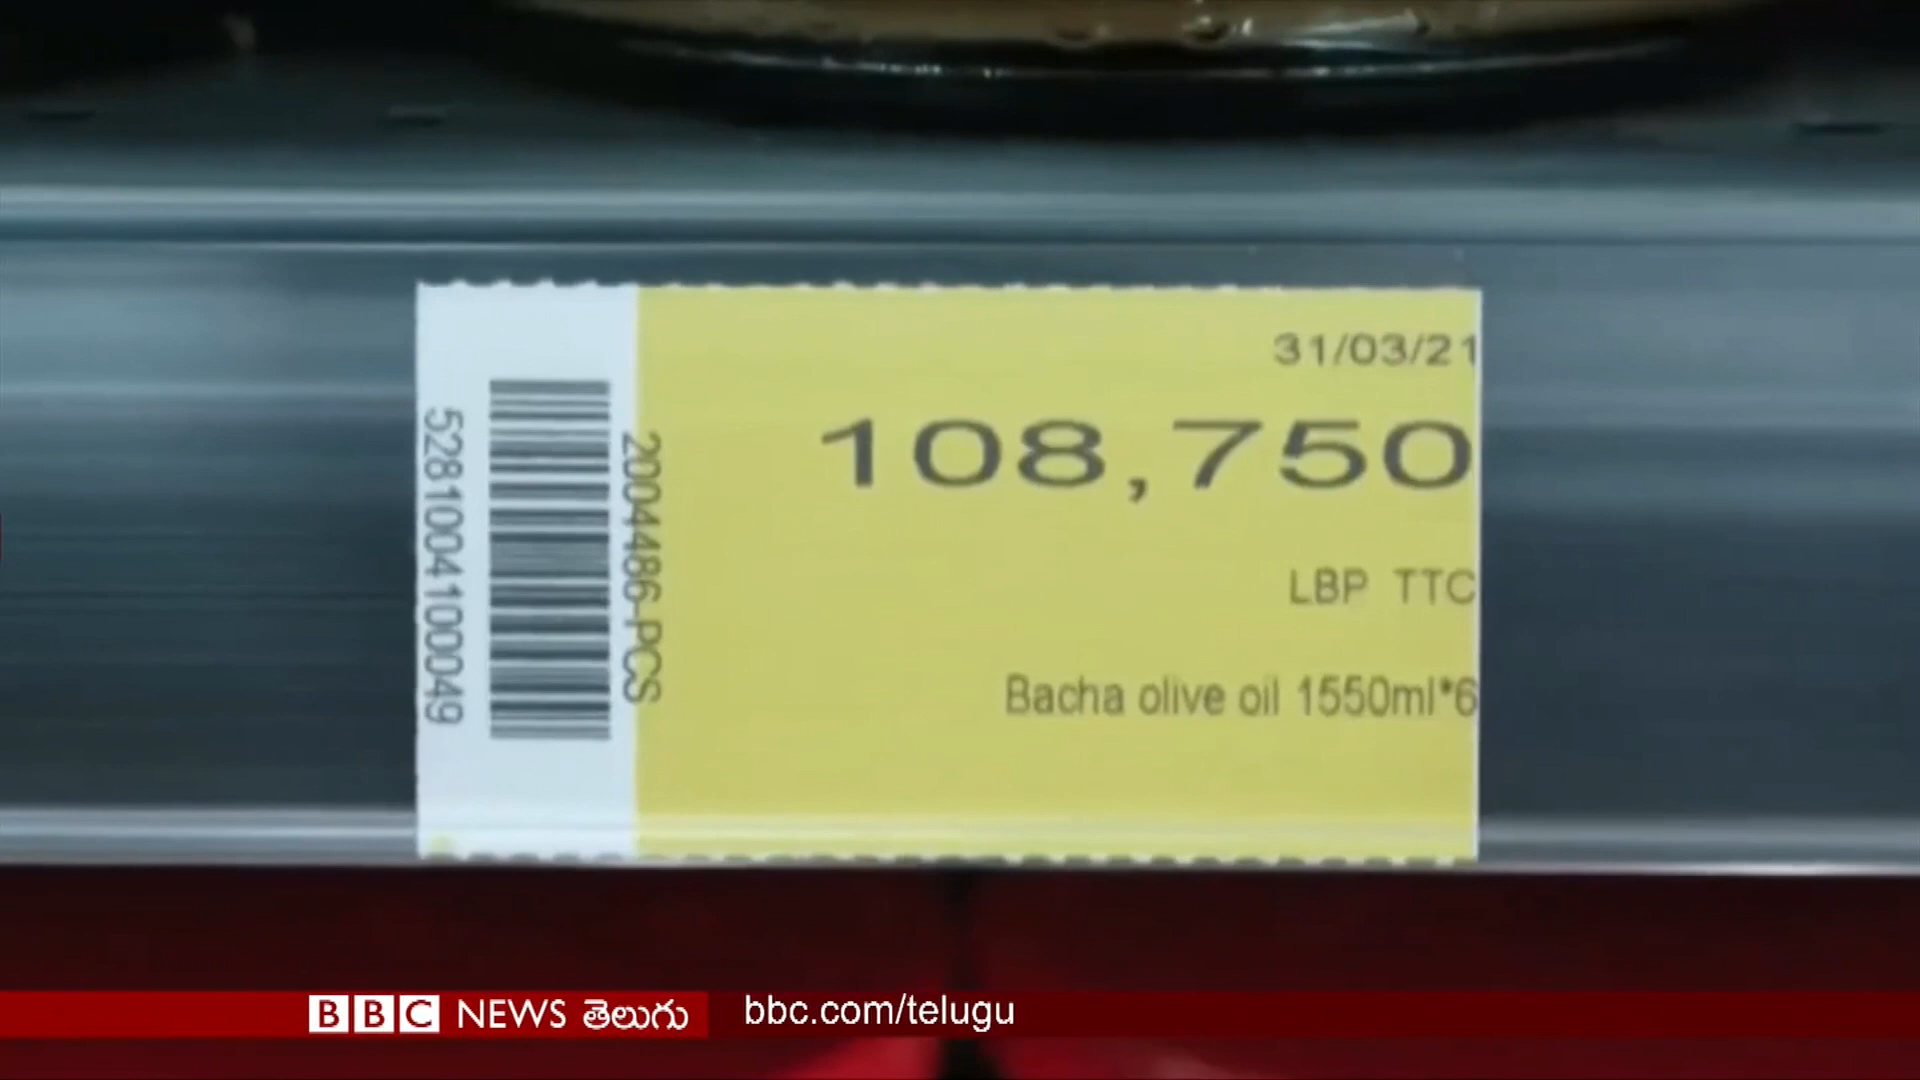 31/03/21
108,750
LBP TTC
Bacha olive oil 1550ml*6
5281004100049
2004486-PCS
BBC NEWS తెలుగు bbc.com/telugu